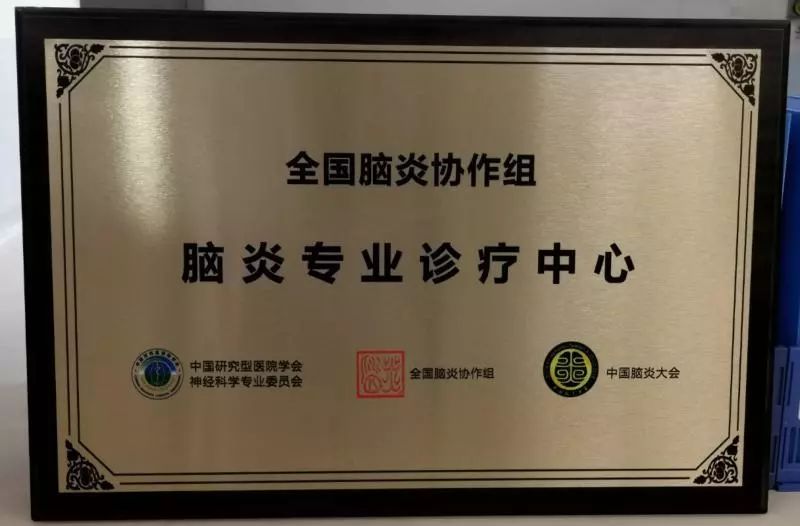 全国脑炎协作组
脑炎专业诊疗中心
中国研究型医院学会
神经科学专业委员会
全国脑炎协作组
中国脑炎大会